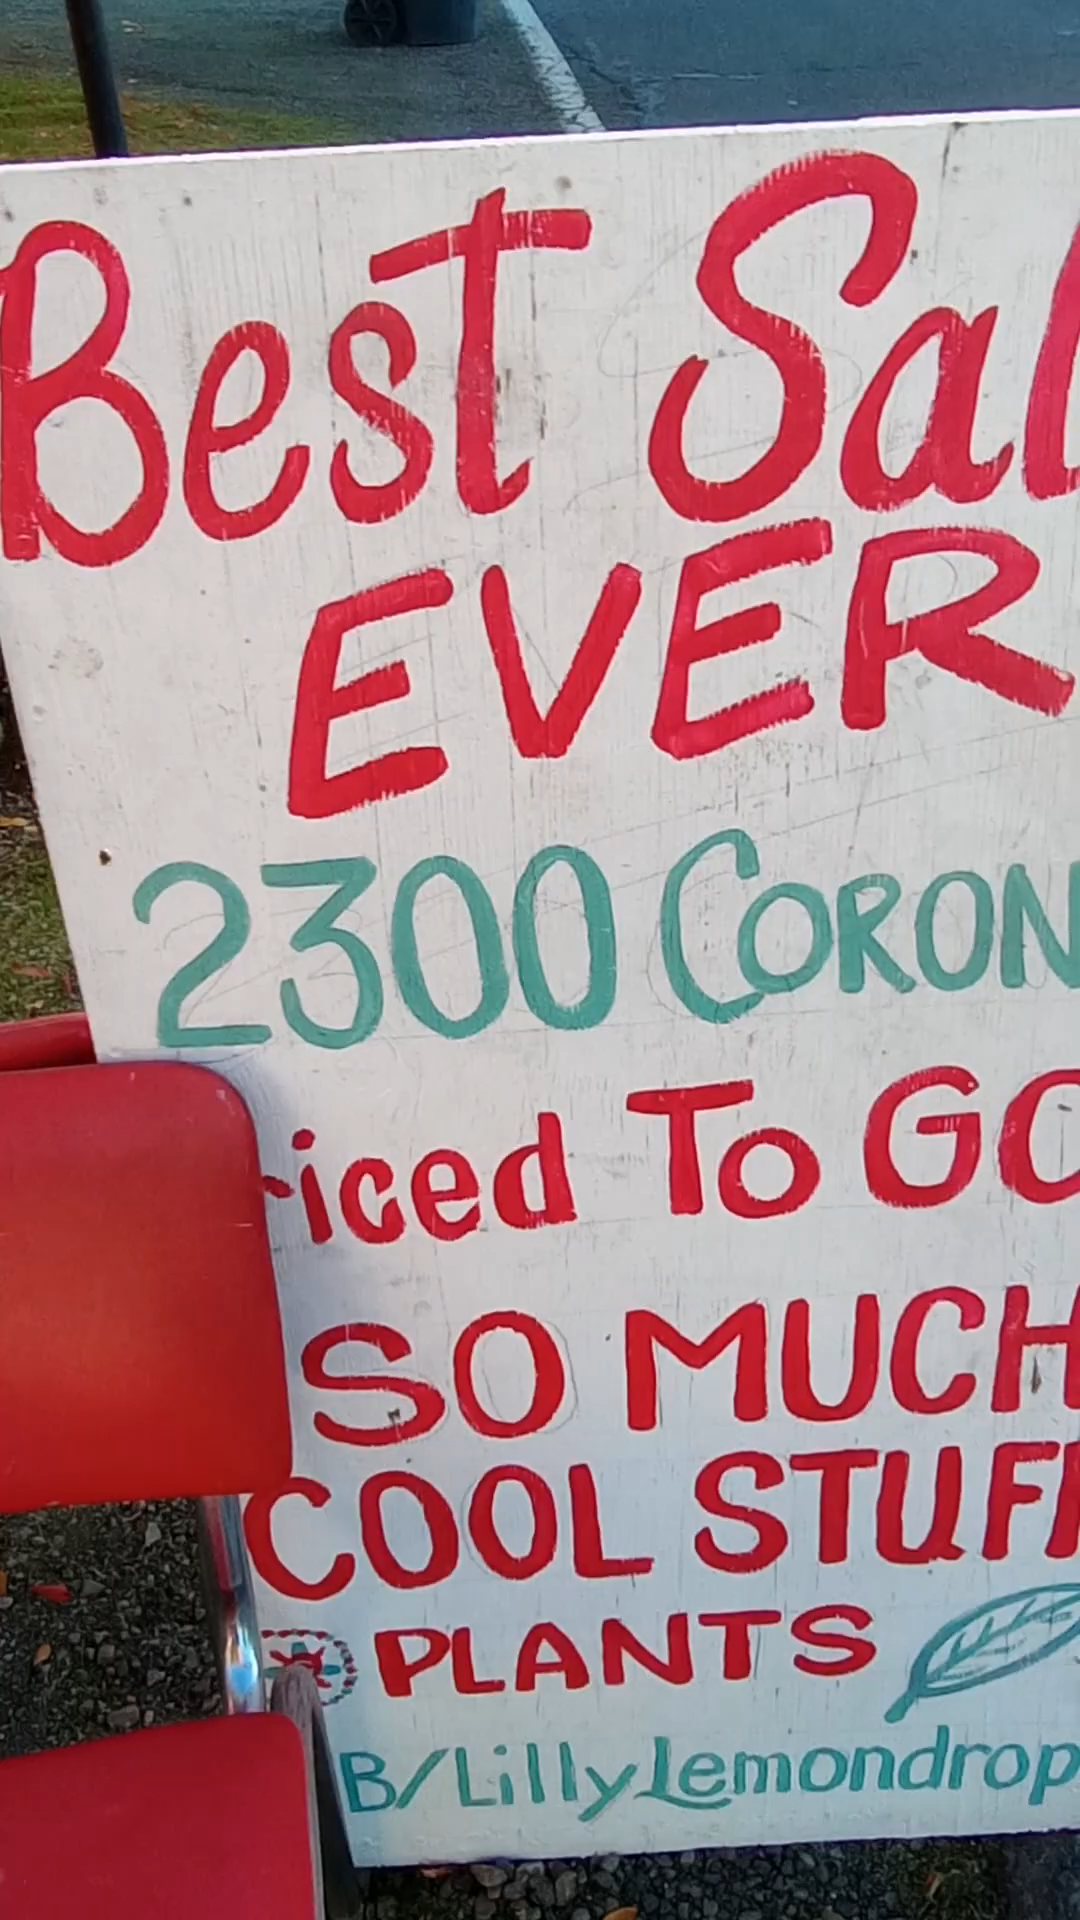 Best Sal
EVER
2300 CORON
riced To GO
SO MUCH
COOL STUFF
PLANTS
B/LillyLemondrop